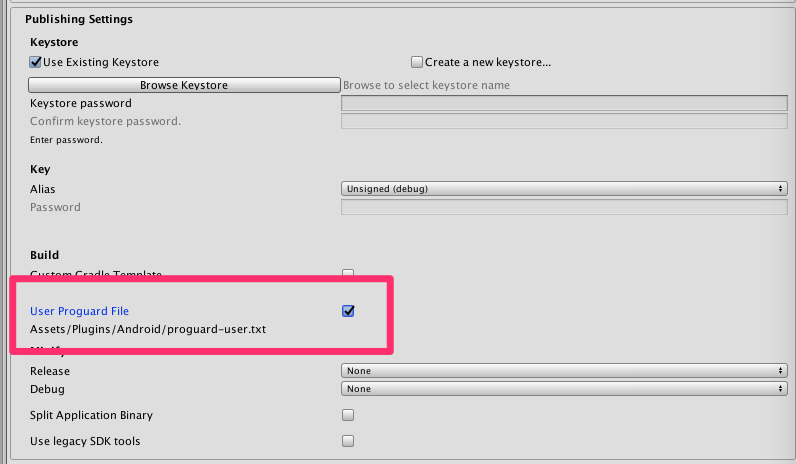 Publishing Settings
Keystore
Use Existing Keystore
Create a new keystore...
Browse Keystore
Browse to select keystore name
Keystore password
Confirm keystore password.
Enter password.
Key
Alias
Unsigned (debug)
Password
Build
Custom Gradle Template
User Proguard File
Assets/Plugins/Android/proguard-user.txt
Minify
Release
None
Debug
None
Split Application Binary
Use legacy SDK tools